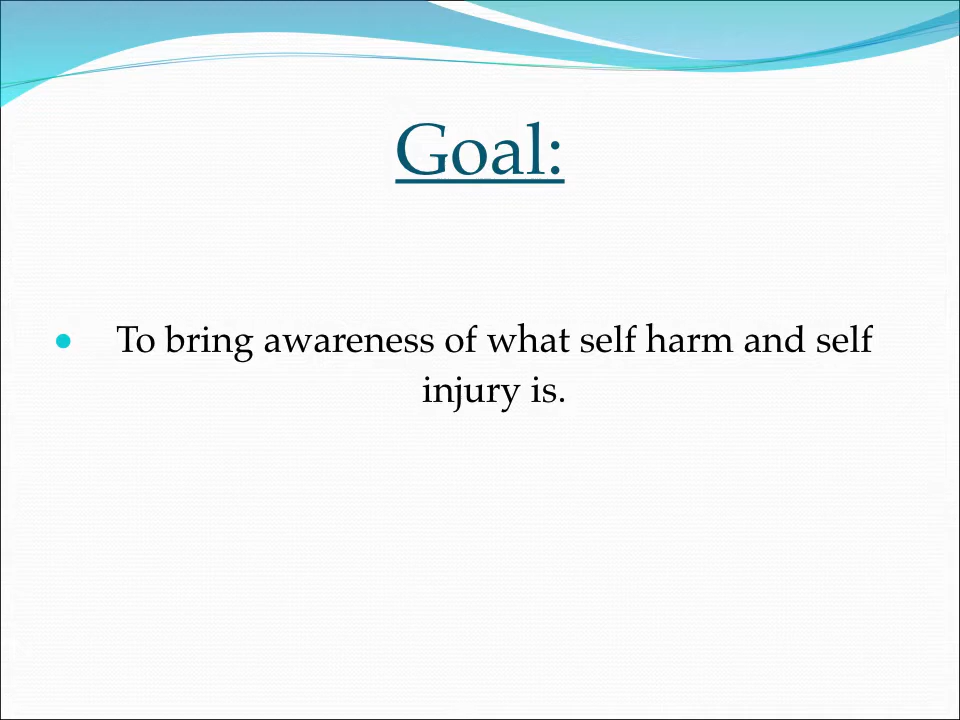 Goal:
• To bring awareness of what self harm and self
injury is.